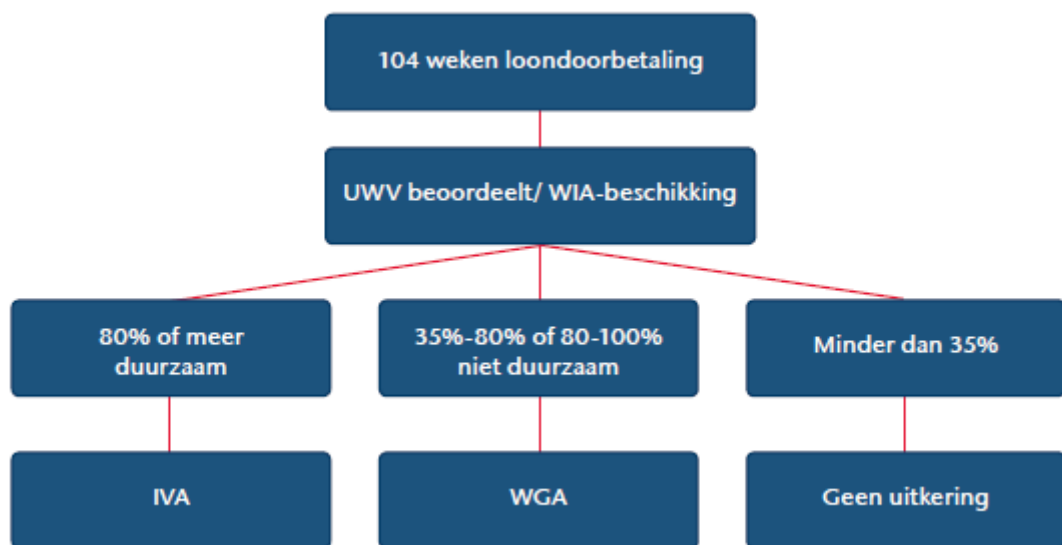 104 weken loondoorbetaling
UWV beoordeelt/ WIA-beschikking
80% of meer
duurzaam
35%-80% of 80-100%
niet duurzaam
Minder dan 35%
IVA
WGA
Geen uitkering